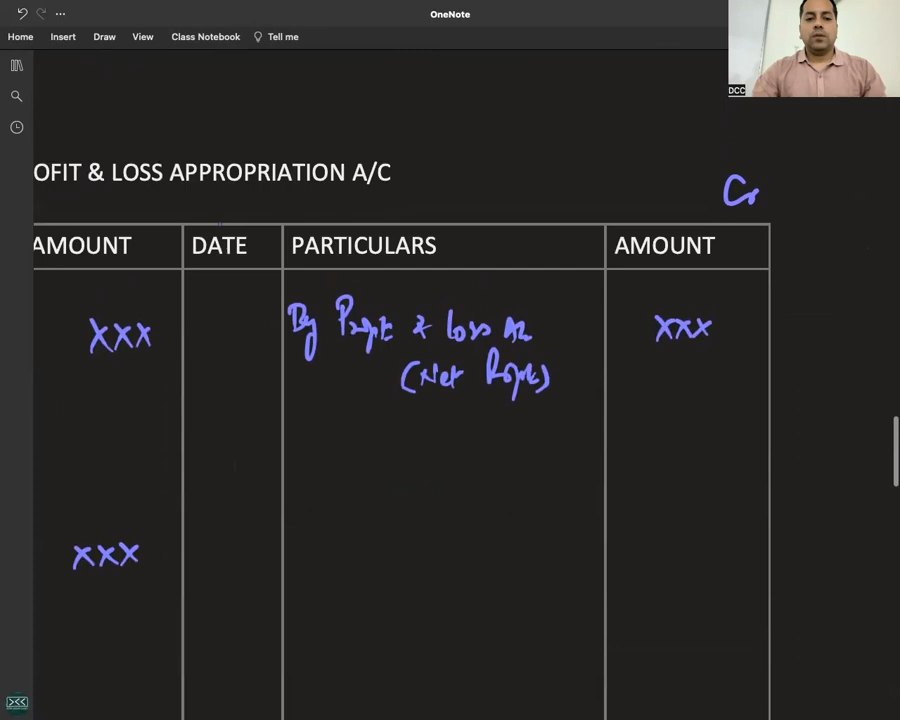 OneNote
Home Insert Draw View Class Notebook Tell me
DCC
OFIT & LOSS APPROPRIATION A/C
Cr
AMOUNT DATE PARTICULARS AMOUNT
XXX By Profit & Loss A/c XXX
(Net Profit)
XXX